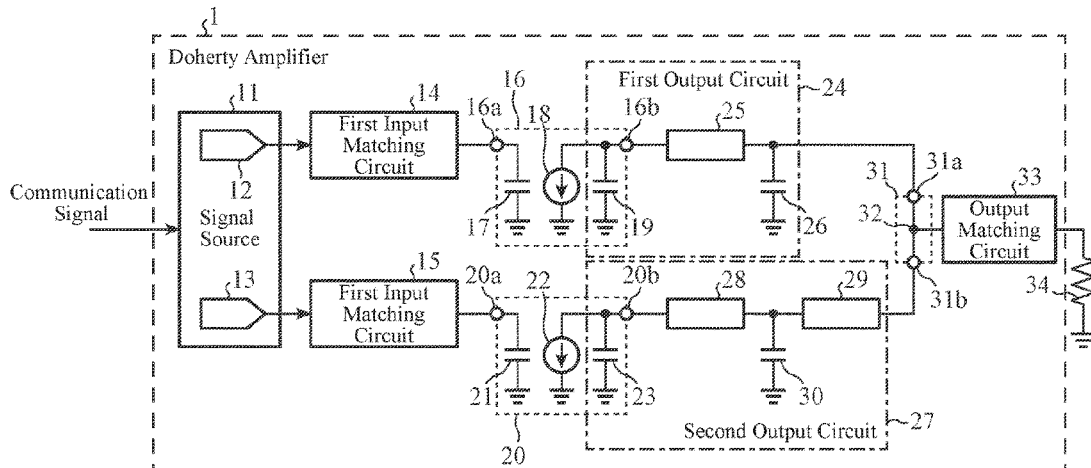 1
Doherty Amplifier
First Output Circuit
24
11
14
16
16a
18
16b
25
First Input
Matching
Circuit
12
17
19
26
31
31a
33
Communication
Signal
Signal
Source
32
Output
Matching
Circuit
13
15
20a
22
20b
28
29
31b
34
First Input
Matching
Circuit
21
23
30
20
Second Output Circuit
27